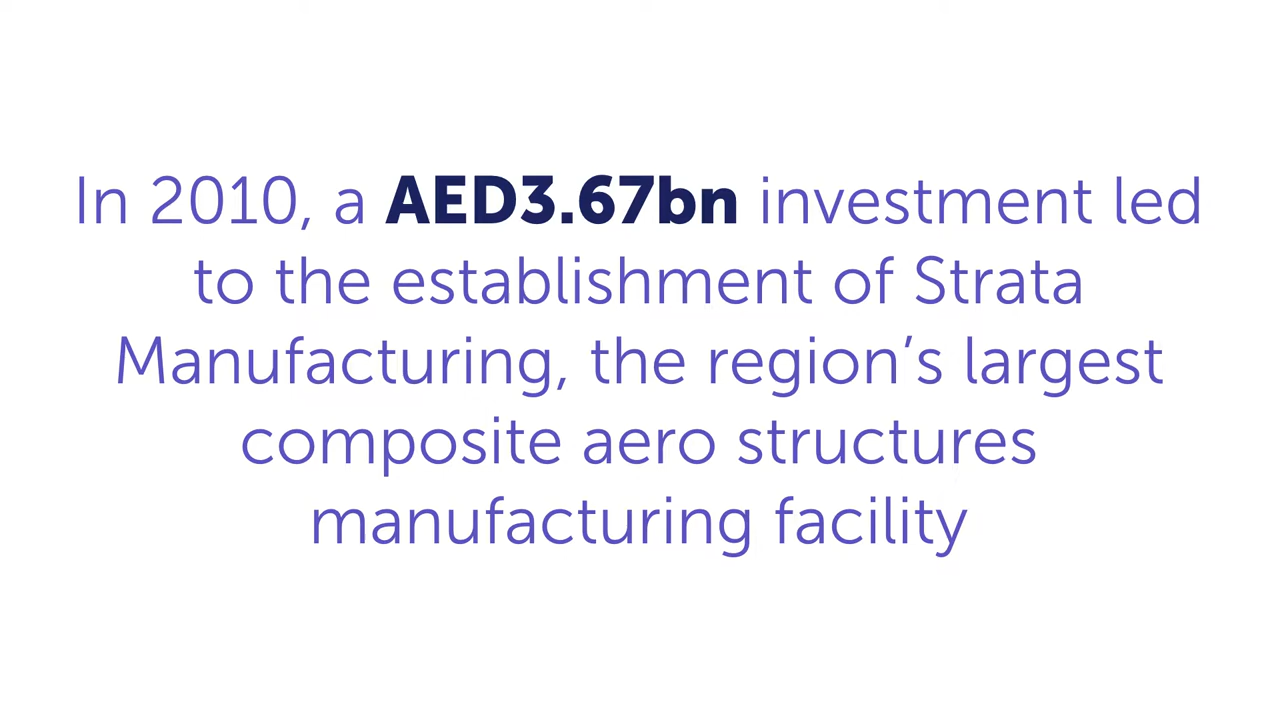 In 2010, a AED3.67bn investment led
to the establishment of Strata
Manufacturing, the region’s largest
composite aero structures
manufacturing facility